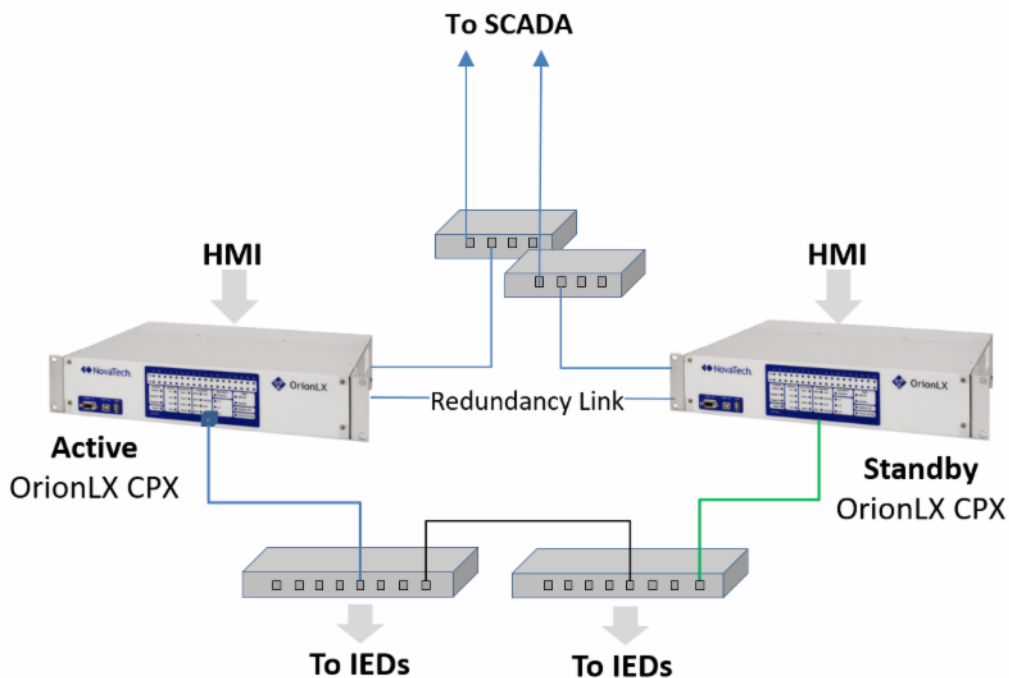 To SCADA
HMI
HMI
NovaTech
OrionLX
NovaTech
OrionLX
Redundancy Link
Active
OrionLX CPX
Standby
OrionLX CPX
To IEDs
To IEDs